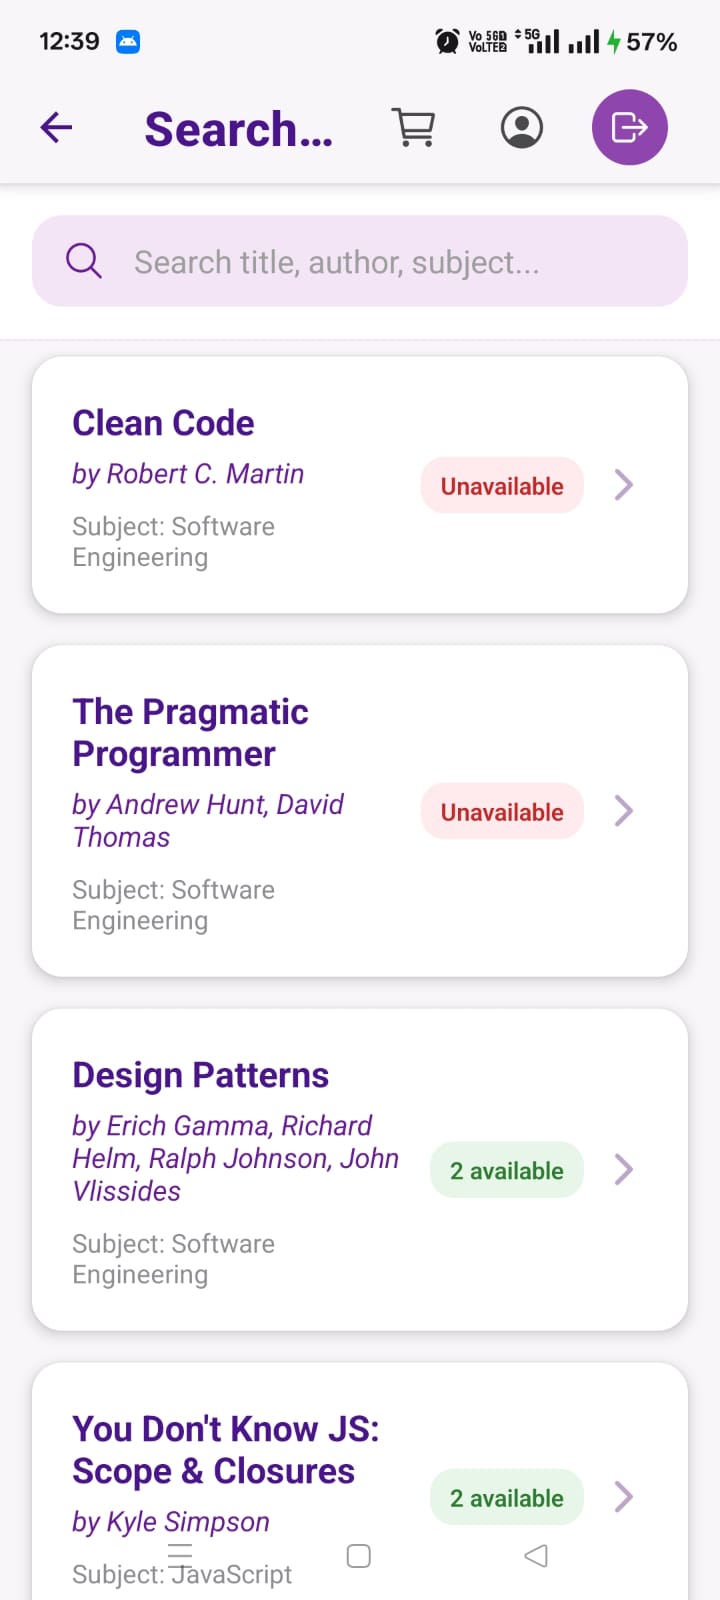 12:39
Vo 5G
VoLTE2
5G
57%
Search...
Search title, author, subject...
Clean Code
by Robert C. Martin
Subject: Software
Engineering
Unavailable
The Pragmatic
Programmer
by Andrew Hunt, David
Thomas
Subject: Software
Engineering
Unavailable
Design Patterns
by Erich Gamma, Richard
Helm, Ralph Johnson, John
Vlissides
Subject: Software
Engineering
2 available
You Don't Know JS:
Scope & Closures
by Kyle Simpson
Subject: JavaScript
2 available